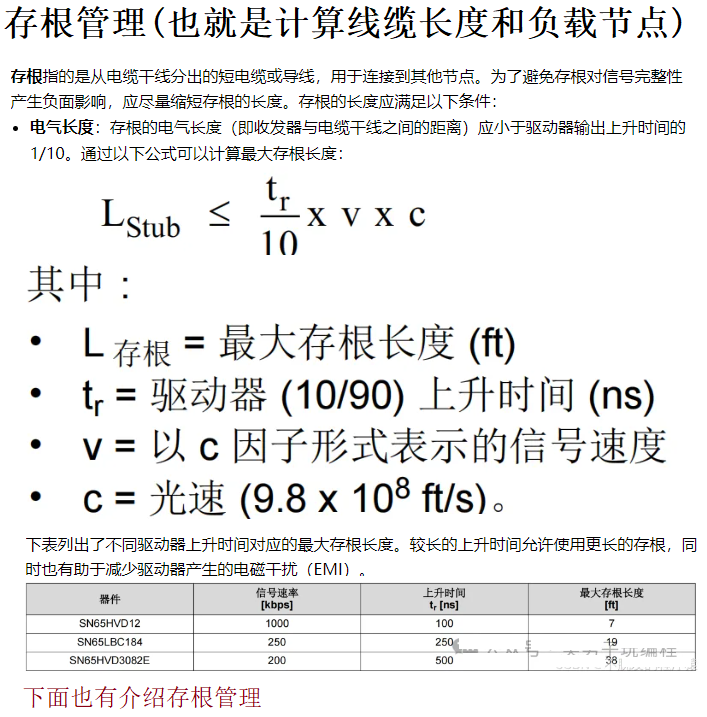 存根管理(也就是计算线缆长度和负载节点)
存根指的是从电缆干线分出的短电缆或导线，用于连接到其他节点。为了避免存根对信号完整性
产生负面影响，应尽量缩短存根的长度。存根的长度应满足以下条件：
• 电气长度：存根的电气长度（即收发器与电缆干线之间的距离）应小于驱动器输出上升时间的
1/10。通过以下公式可以计算最大存根长度：
L_Stub ≤ t_r/10 x v x c
其中：
• L 存根 = 最大存根长度 (ft)
• t_r = 驱动器 (10/90) 上升时间 (ns)
• v = 以 c 因子形式表示的信号速度
• c = 光速 (9.8 x 10⁸ ft/s)。
下表列出了不同驱动器上升时间对应的最大存根长度。较长的上升时间允许使用更长的存根，同
时也有助于减少驱动器产生的电磁干扰（EMI）。
器件 信号速率 [kbps] 上升时间 t_r [ns] 最大存根长度 [ft]
SN65HVD12 1000 100 7
SN65LBC184 250 250 19
SN65HVD3082E 200 500 38
下面也有介绍存根管理